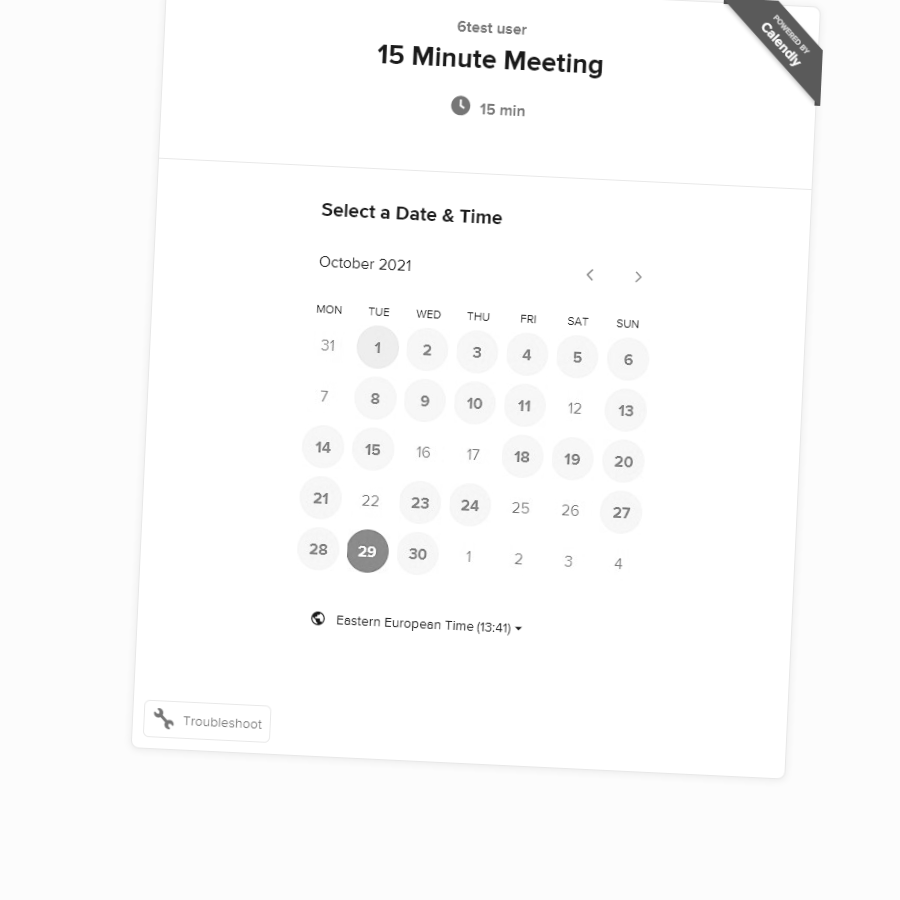 6test user
15 Minute Meeting
15 min
POWERED BY
Calendly
Select a Date & Time
October 2021
MON TUE WED THU FRI SAT SUN
31 1 2 3 4 5 6
7 8 9 10 11 12 13
14 15 16 17 18 19 20
21 22 23 24 25 26 27
28 29 30 1 2 3 4
Eastern European Time (13:41)
Troubleshoot